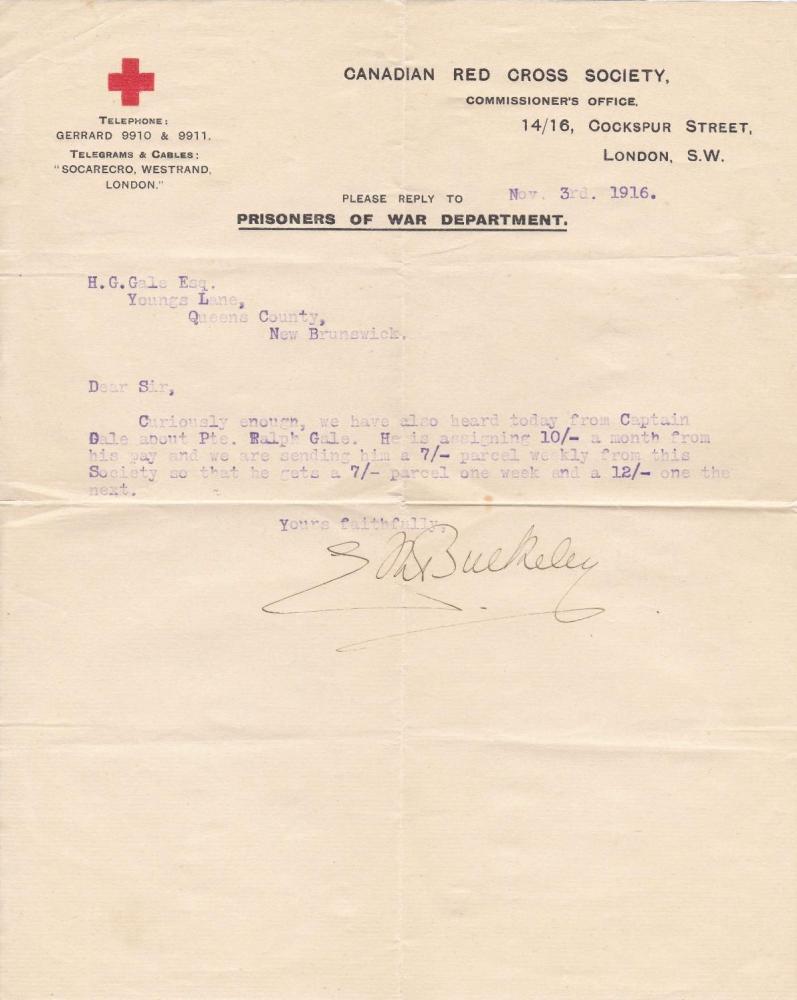 CANADIAN RED CROSS SOCIETY,
COMMISSIONER'S OFFICE,
14/16, COCKSPUR STREET,
LONDON, S.W.
TELEPHONE:
GERRARD 9910 & 9911.
TELEGRAMS & CABLES:
"SOCARECRO, WESTRAND,
LONDON."
Nov. 3rd. 1916.
PLEASE REPLY TO
PRISONERS OF WAR DEPARTMENT.
H.G.Gale Esq.
Youngs Lane,
Queens County,
New Brunswick.
Dear Sir,
Curiously enough, we have also heard today from Captain
Gale about Pte. Ralph Gale. He is assigning 10/- a month from
his pay and we are sending him a 7/- parcel weekly from this
Society so that he gets a 7/- parcel one week and a 12/- one the
next.
Yours faithfully,
Bulkeley